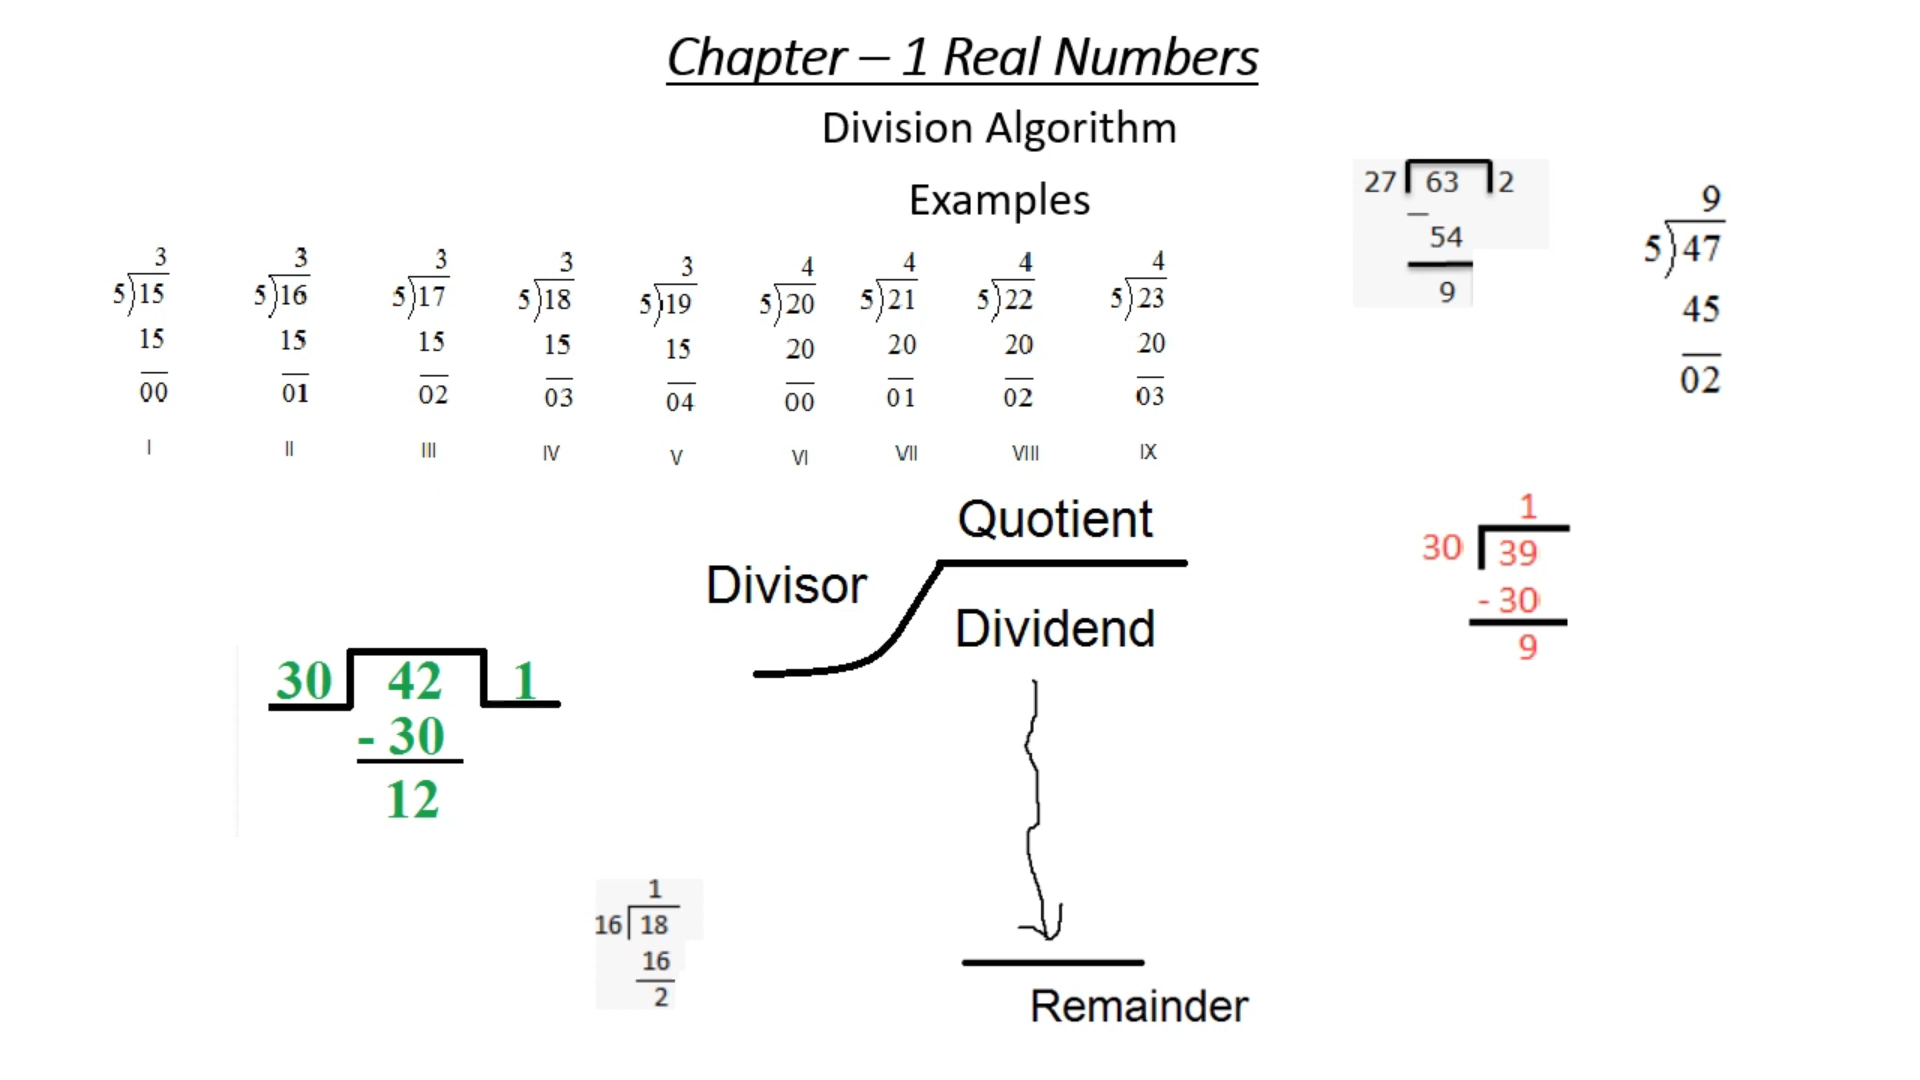 Chapter – 1 Real Numbers
Division Algorithm
Examples
3
5)15
15
00
I
3
5)16
15
01
II
3
5)17
15
02
III
3
5)18
15
03
IV
3
5)19
15
04
V
4
5)20
20
00
VI
4
5)21
20
01
VII
4
5)22
20
02
VIII
4
5)23
20
03
IX
27 63 2
–
54
9
9
5)47
45
02
Quotient
Divisor
Dividend
Remainder
1
30 39
- 30
9
30 42 1
- 30
12
1
16 18
16
2